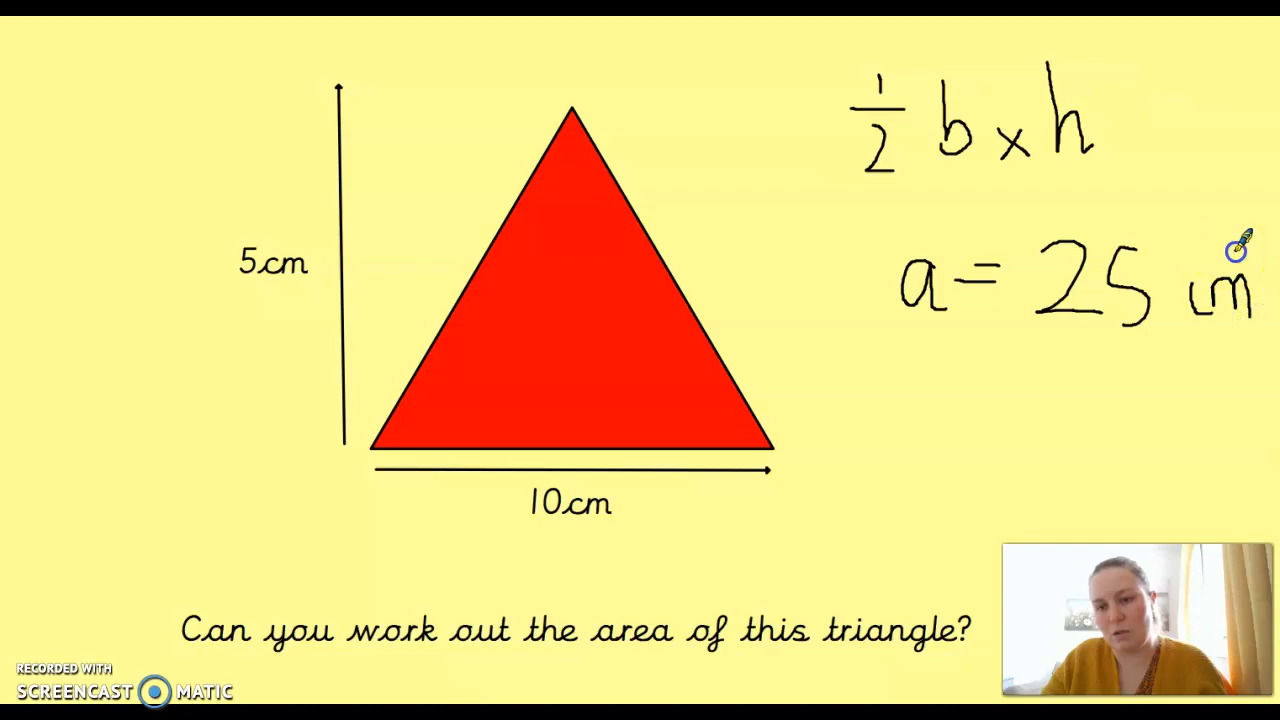 ½ b x h
5cm
a = 25 cm
10cm
Can you work out the area of this triangle?
RECORDED WITH
SCREENCAST MATIC